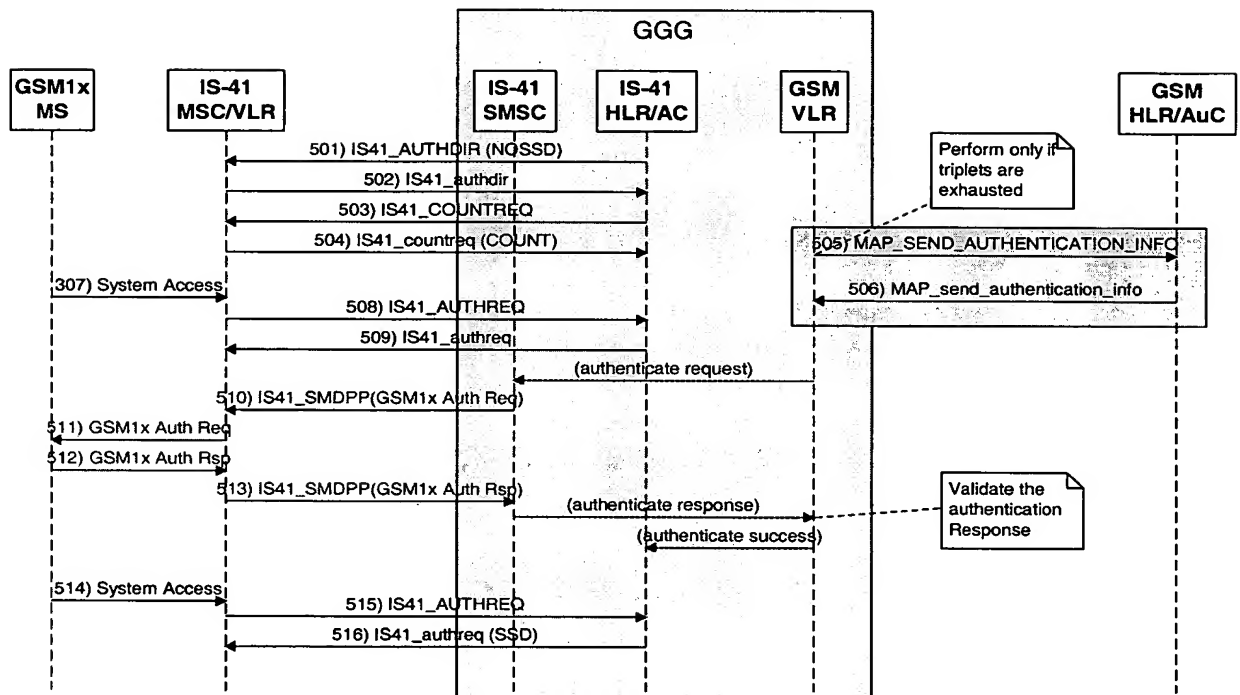 GGG
GSM1x
MS
IS-41
MSC/VLR
IS-41
SMSC
IS-41
HLR/AC
GSM
VLR
GSM
HLR/AuC
501) IS41_AUTHDIR (NOSSD)
Perform only if
triplets are
exhausted
502) IS41_authdir
503) IS41_COUNTREQ
504) IS41_countreq (COUNT)
505) MAP_SEND_AUTHENTICATION_INFO
307) System Access
506) MAP_send_authentication_info
508) IS41_AUTHREQ
509) IS41_authreq
(authenticate request)
510) IS41_SMDPP(GSM1x Auth Req)
511) GSM1x Auth Req
512) GSM1x Auth Rsp
513) IS41_SMDPP(GSM1x Auth Rsp)
(authenticate response)
Validate the
authentication
Response
(authenticate success)
514) System Access
515) IS41_AUTHREQ
516) IS41_authreq (SSD)